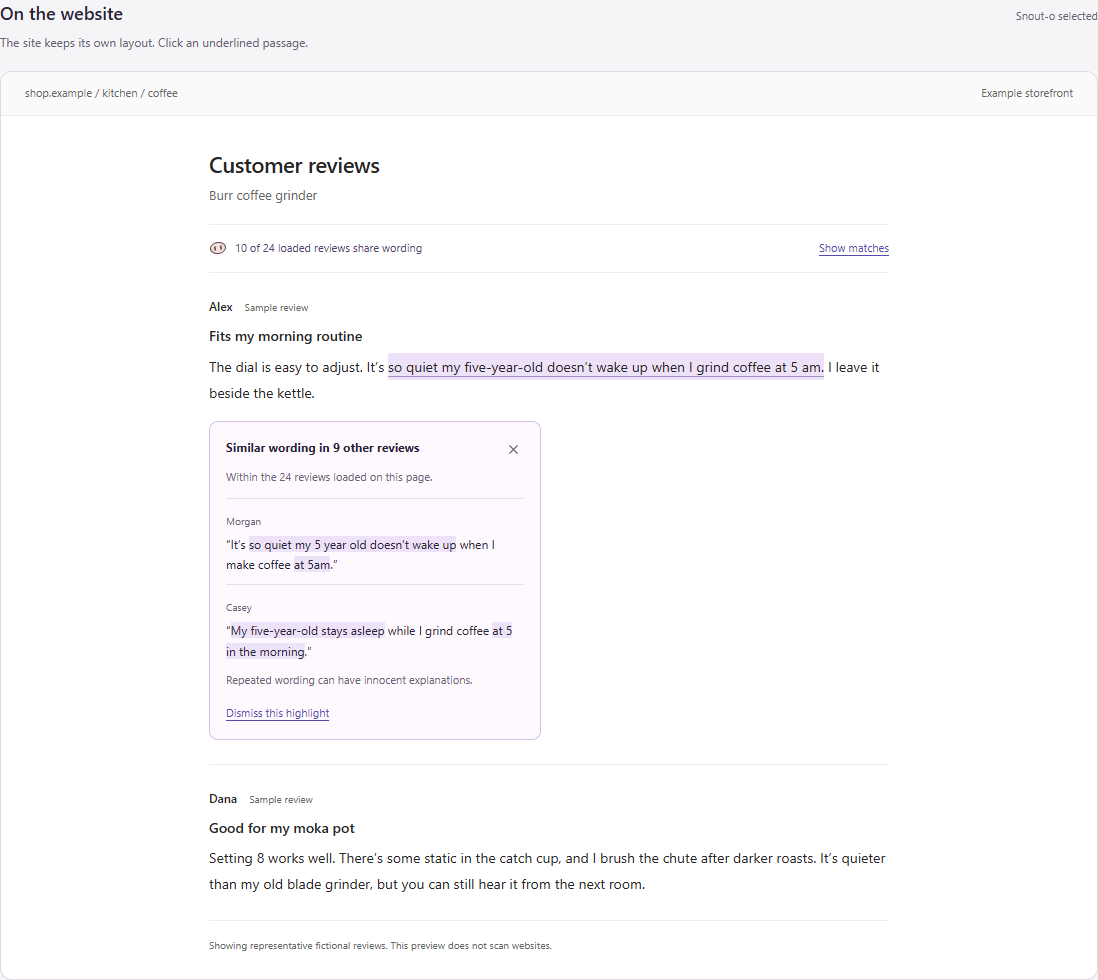 On the website
Snout-o selected
The site keeps its own layout. Click an underlined passage.
shop.example / kitchen / coffee
Example storefront
Customer reviews
Burr coffee grinder
10 of 24 loaded reviews share wording
Show matches
Alex Sample review
Fits my morning routine
The dial is easy to adjust. It’s so quiet my five-year-old doesn’t wake up when I grind coffee at 5 am. I leave it
beside the kettle.
Similar wording in 9 other reviews
Within the 24 reviews loaded on this page.
Morgan
“It’s so quiet my 5 year old doesn’t wake up when I
make coffee at 5am.”
Casey
“My five-year-old stays asleep while I grind coffee at 5
in the morning.”
Repeated wording can have innocent explanations.
Dismiss this highlight
Dana Sample review
Good for my moka pot
Setting 8 works well. There’s some static in the catch cup, and I brush the chute after darker roasts. It’s quieter
than my old blade grinder, but you can still hear it from the next room.
Showing representative fictional reviews. This preview does not scan websites.